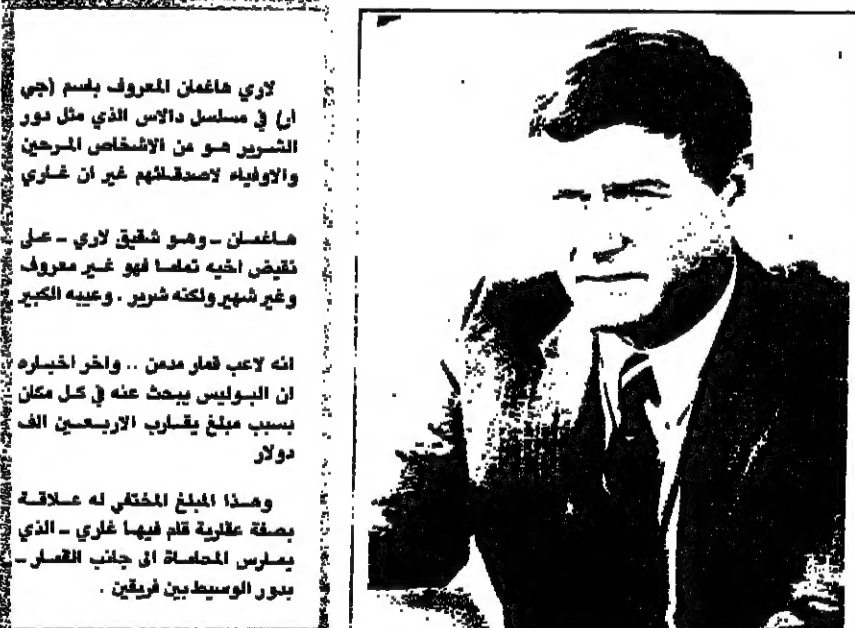 لاري هاغمان المعروف باسم (جي
ار) في مسلسل دالاس الذي مثل دور
الشرير هو من الاشخاص المرحين
والاوفياء لاصدقائهم غير ان غاري
هاغمان - وهو شقيق لاري - على
نقيض اخيه تماما فهو غير معروف
وغير شهير ولكنه شرير . وعيبه الكبير
انه لاعب قمار مدمن .. واخر اخباره
ان البوليس يبحث عنه في كل مكان
بسبب مبلغ يقارب الاربعين الف
دولار
وهذا المبلغ المختفي له علاقة
بصفة عقارية قام فيها غاري - الذي
يمارس المحاماة الى جانب القمار -
بدور الوسيط بين فريقين .